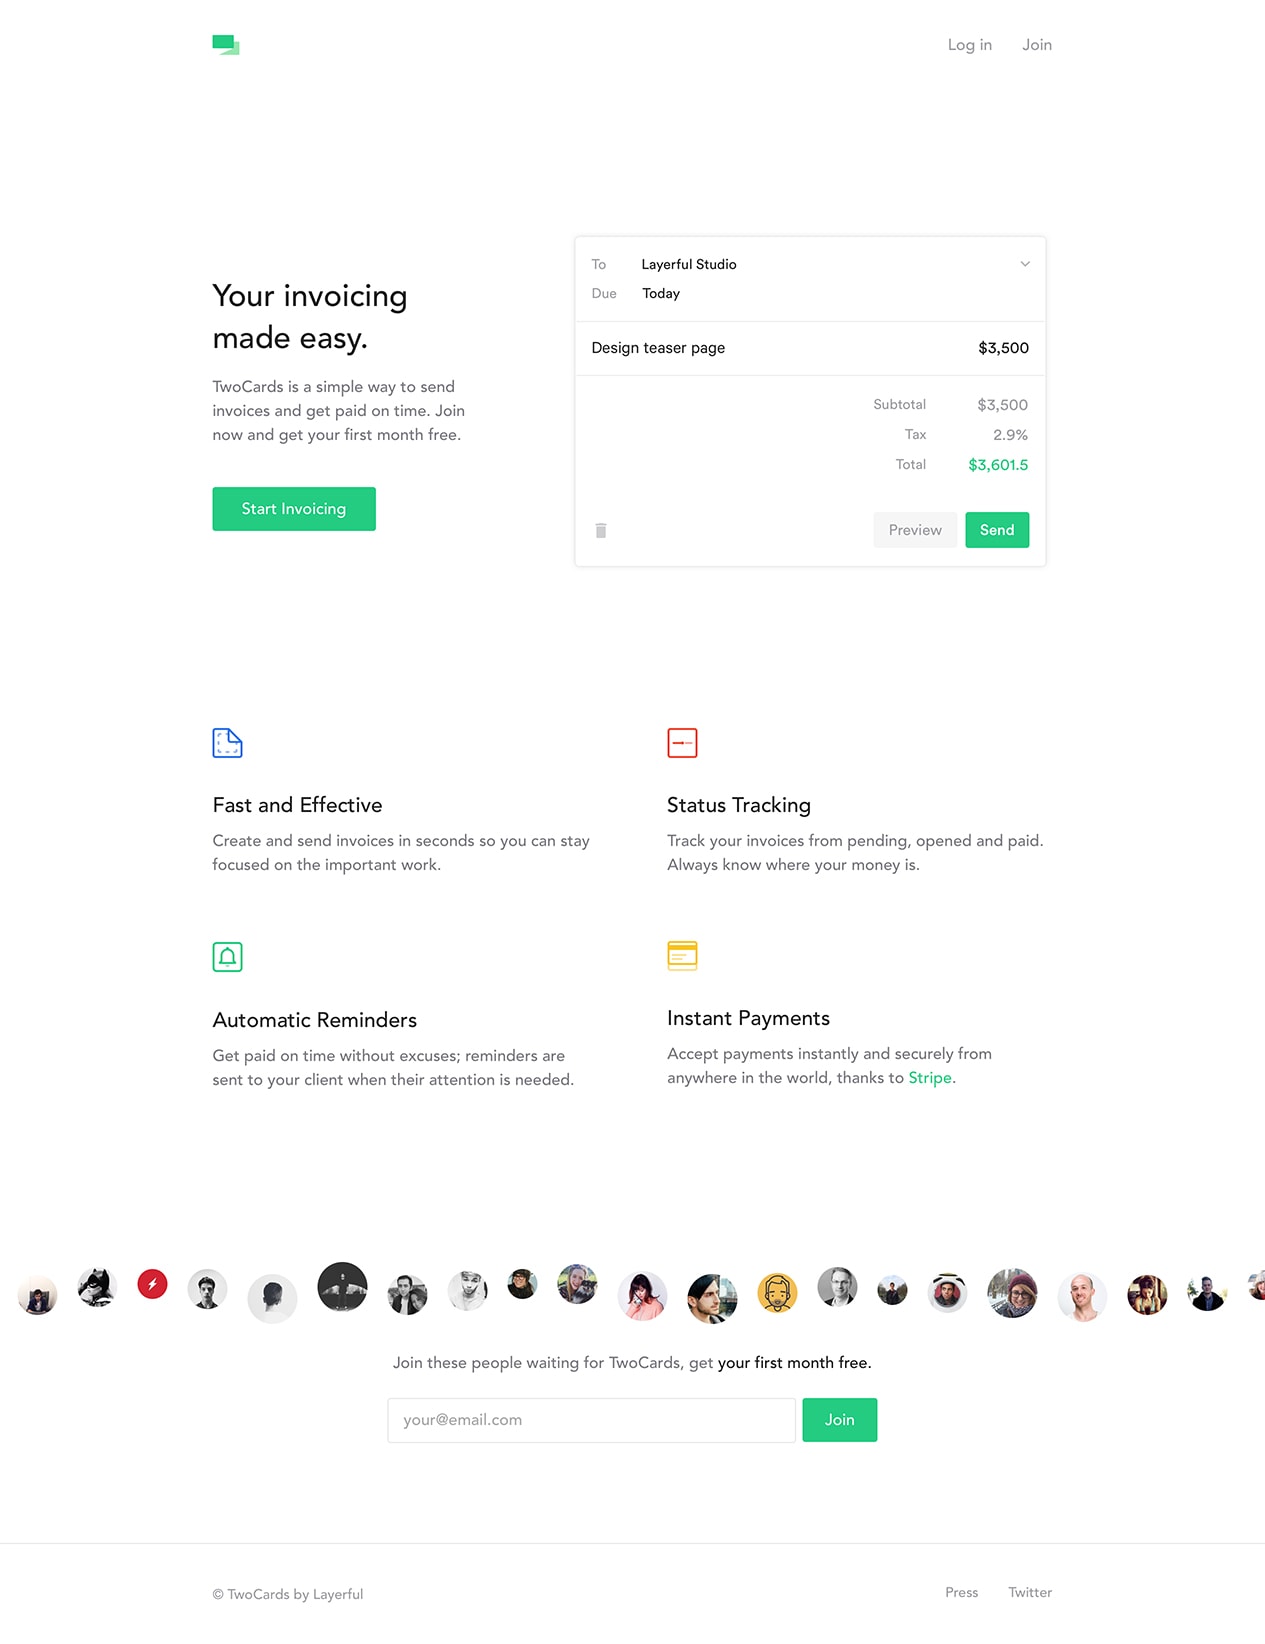 Log in
Join
Your invoicing
made easy.
TwoCards is a simple way to send
invoices and get paid on time. Join
now and get your first month free.
Start Invoicing
To Layerful Studio
Due Today
Design teaser page $3,500
Subtotal $3,500
Tax 2.9%
Total $3,601.5
Preview
Send
Fast and Effective
Create and send invoices in seconds so you can stay
focused on the important work.
Status Tracking
Track your invoices from pending, opened and paid.
Always know where your money is.
Automatic Reminders
Get paid on time without excuses; reminders are
sent to your client when their attention is needed.
Instant Payments
Accept payments instantly and securely from
anywhere in the world, thanks to Stripe.
Join these people waiting for TwoCards, get your first month free.
your@email.com
Join
© TwoCards by Layerful
Press
Twitter